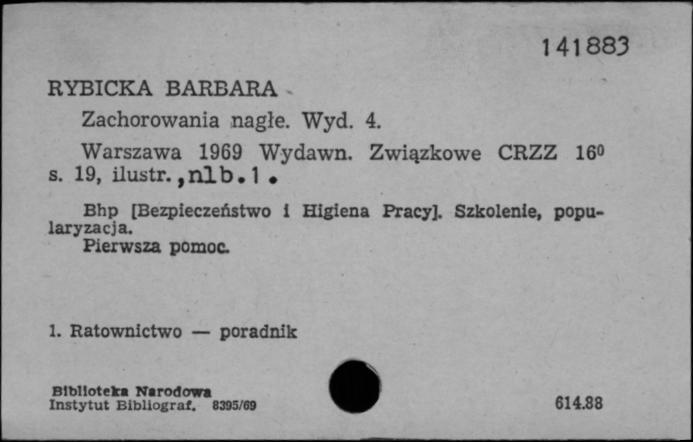 141883
RYBICKA BARBARA
Zachorowania nagłe. Wyd. 4.
Warszawa 1969 Wydawn. Związkowe CRZZ 16⁰
s. 19, ilustr. , nlb. 1 .
Bhp [Bezpieczeństwo i Higiena Pracy]. Szkolenie, popu-
laryzacja.
Pierwsza pomoc.
1. Ratownictwo — poradnik
Biblioteka Narodowa
Instytut Bibliograf. 8395/69
614.88